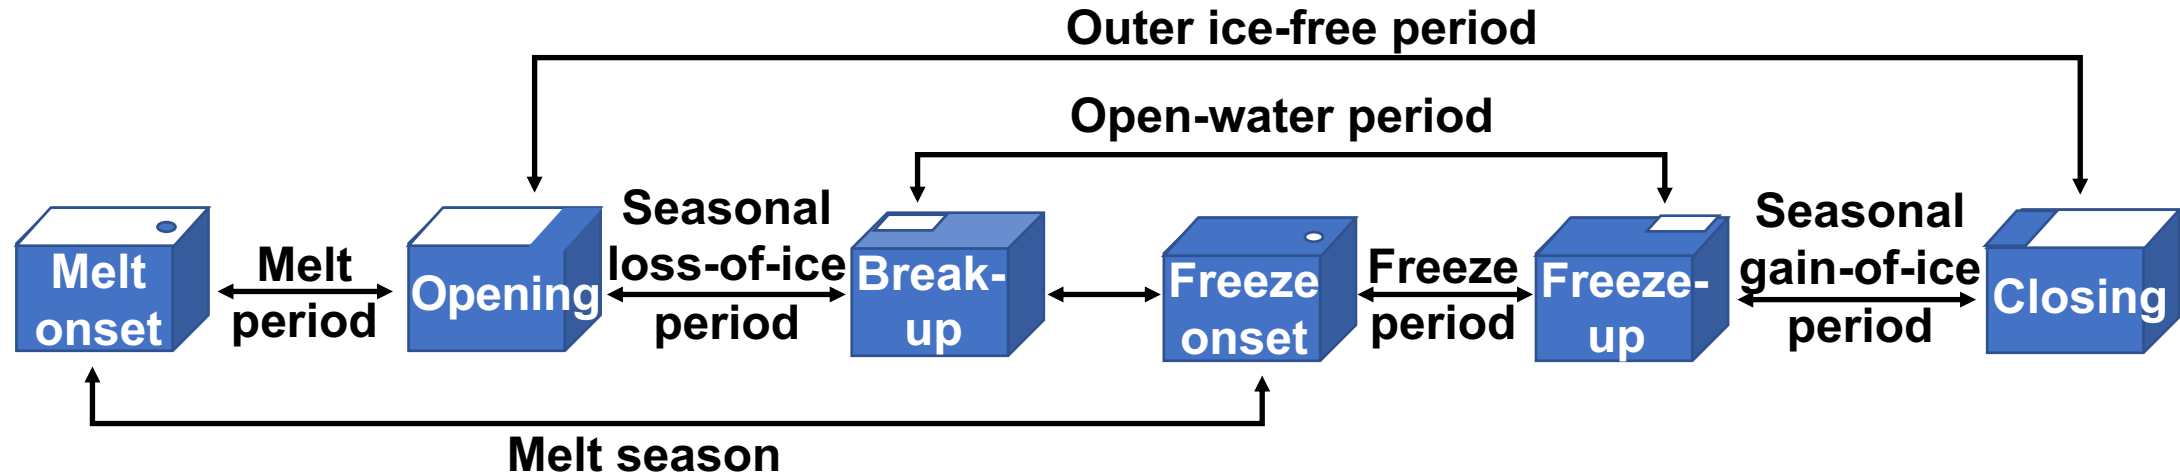 Outer ice-free period
Open-water period
Melt
onset
Melt
period
Opening
Seasonal
loss-of-ice
period
Break-
up
Freeze
onset
Freeze
period
Freeze-
up
Seasonal
gain-of-ice
period
Closing
Melt season